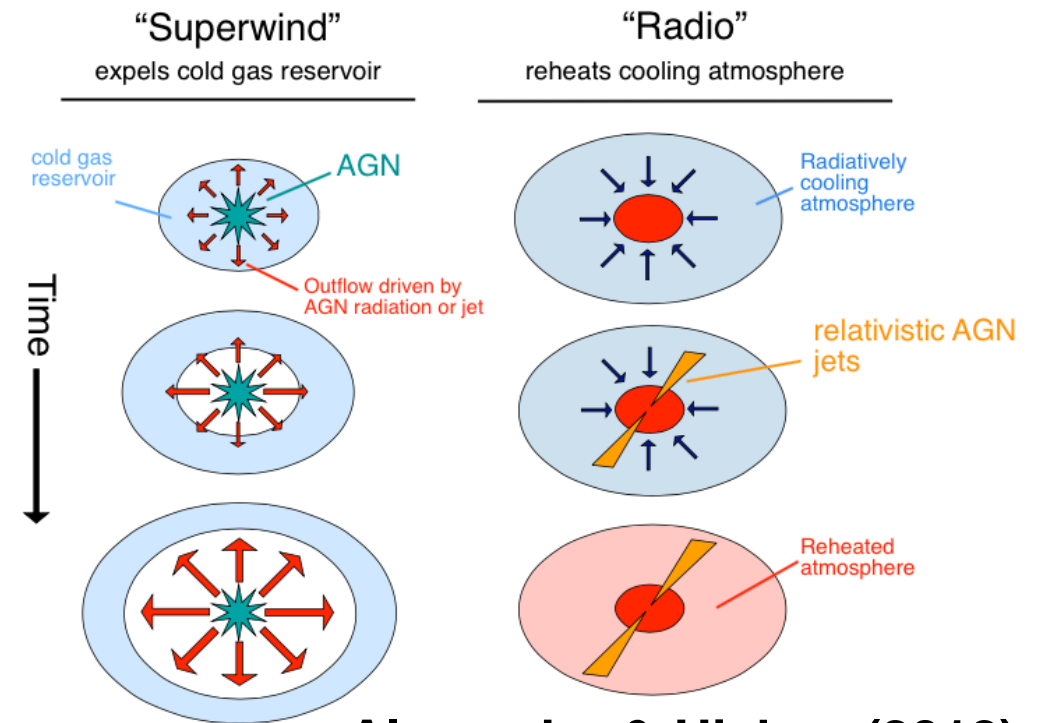 “Superwind”
expels cold gas reservoir
“Radio”
reheats cooling atmosphere
cold gas
reservoir
AGN
Outflow driven by
AGN radiation or jet
Time
Radiatively
cooling
atmosphere
relativistic AGN
jets
Reheated
atmosphere